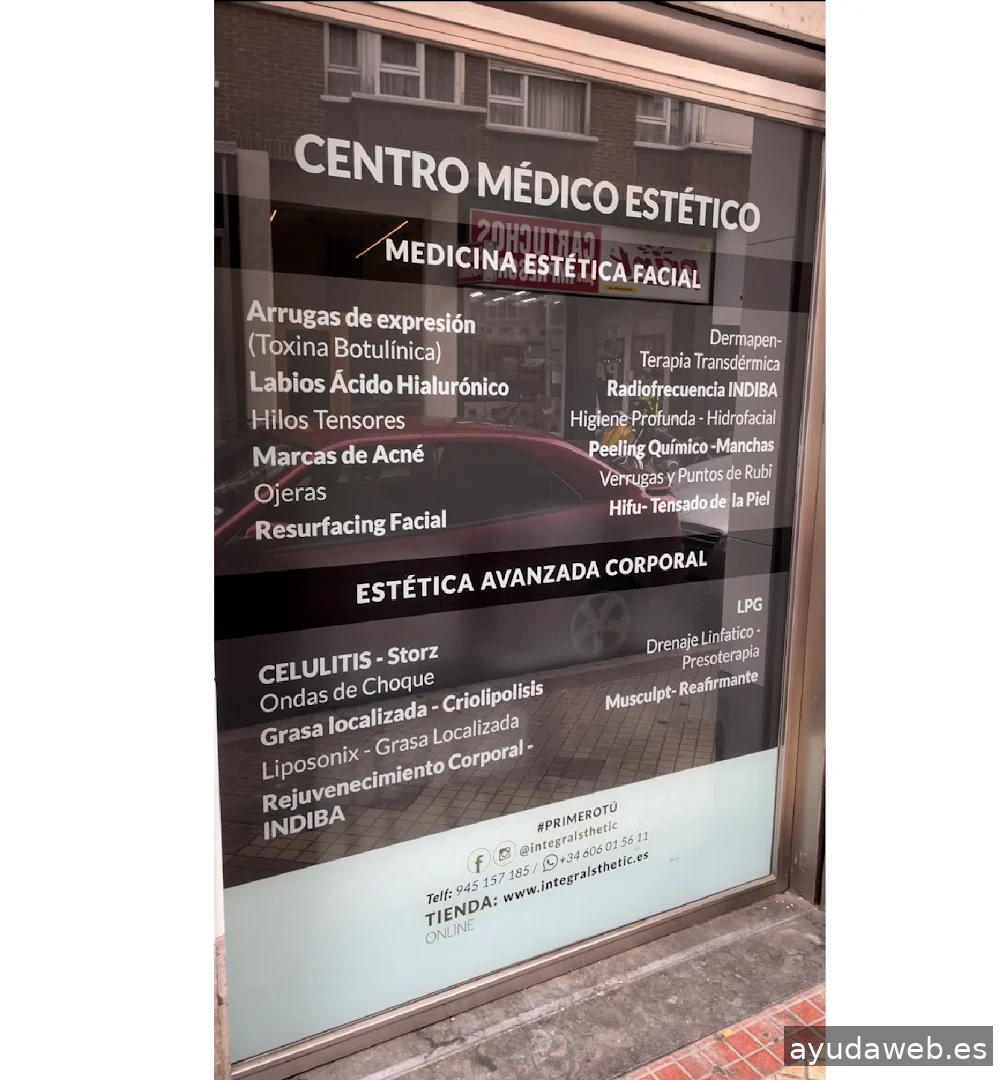 CENTRO MÉDICO ESTÉTICO
MEDICINA ESTÉTICA FACIAL
Arrugas de expresión
(Toxina Botulínica)
Labios Ácido Hialurónico
Hilos Tensores
Marcas de Acné
Ojeras
Resurfacing Facial
Dermapen-
Terapia Transdérmica
Radiofrecuencia INDIBA
Higiene Profunda - Hidrofacial
Peeling Químico -Manchas
Verrugas y Puntos de Rubi
Hifu- Tensado de la Piel
ESTÉTICA AVANZADA CORPORAL
CELULITIS - Storz
Ondas de Choque
Grasa localizada - Criolipolisis
Liposonix - Grasa Localizada
Rejuvenecimiento Corporal -
INDIBA
LPG
Drenaje Linfatico -
Presoterapia
Musculpt- Reafirmante
#PRIMEROTÚ
@integralsthetic
Telf: 945 157 185 / +34 606 01 56 11
TIENDA: www.integralsthetic.es
ONLINE
CARTUCHOS
ayudaweb.es